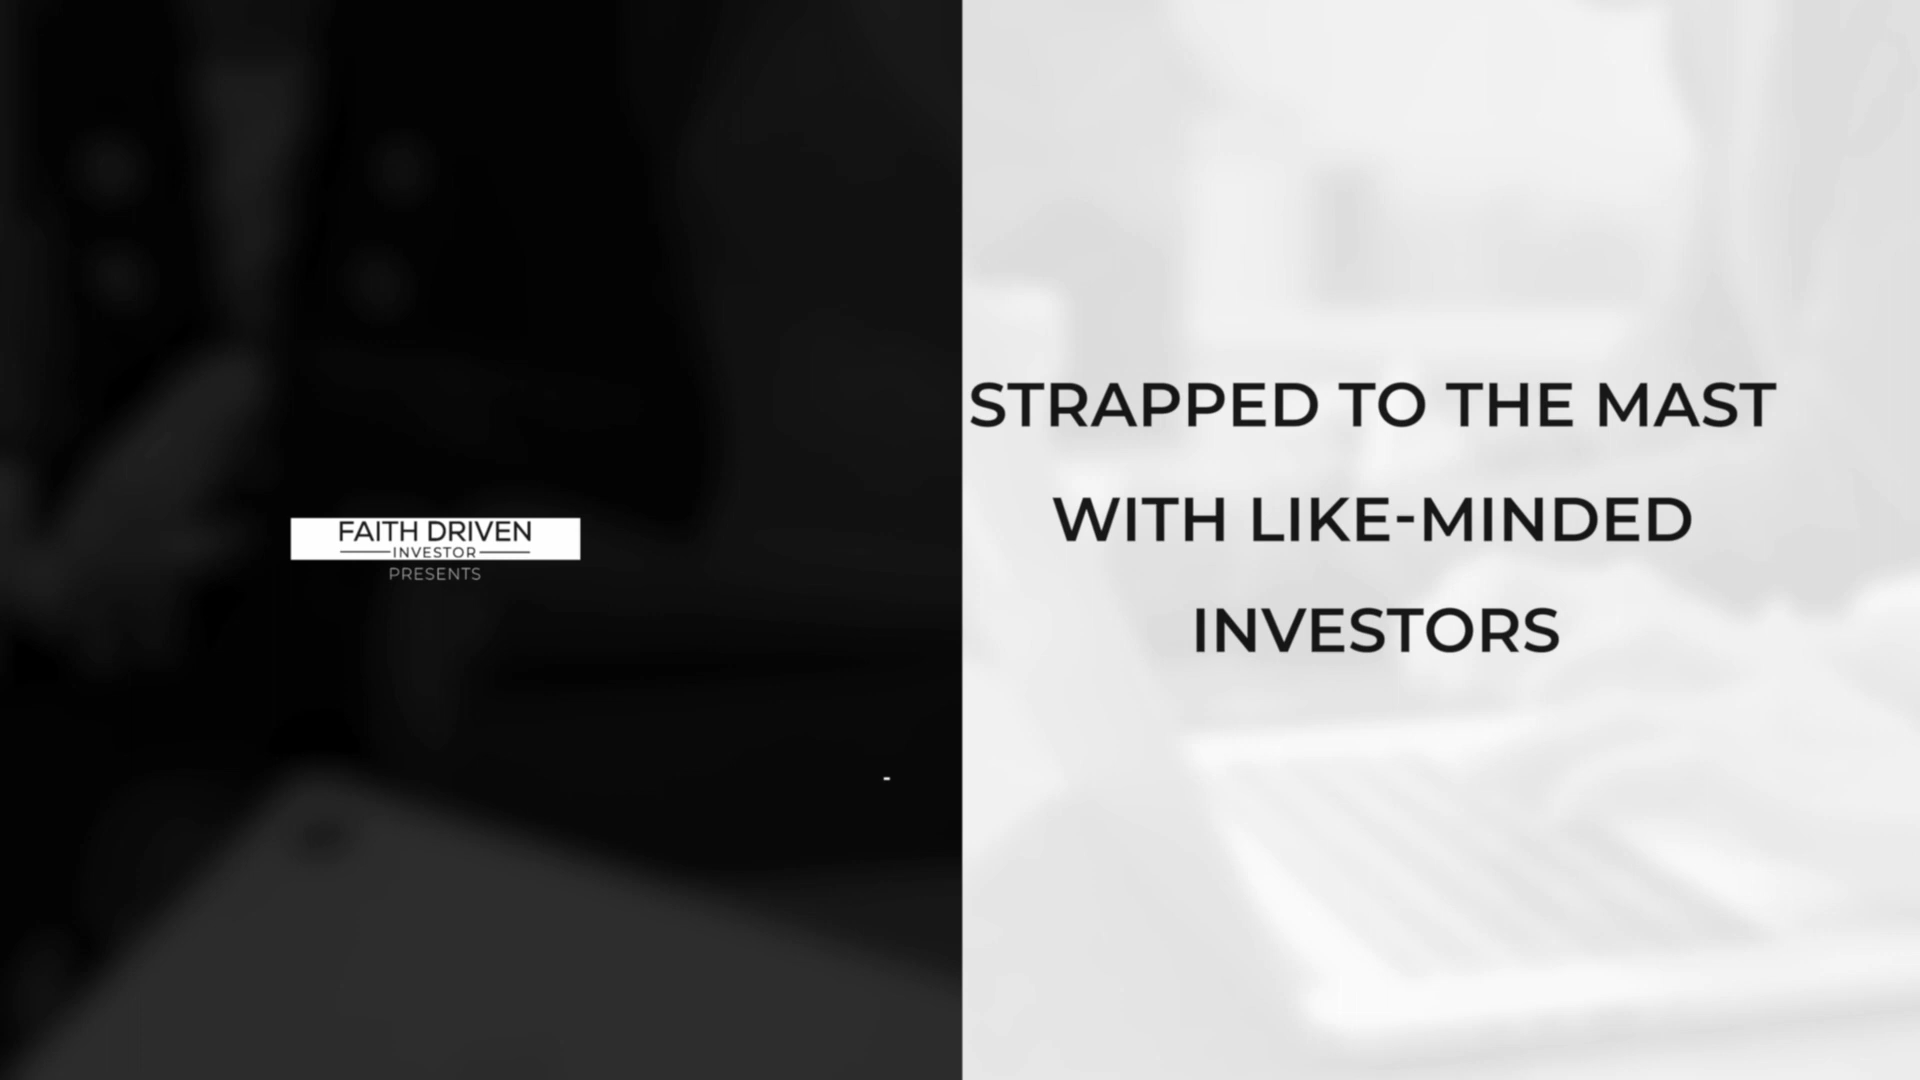 FAITH DRIVEN
INVESTOR
PRESENTS
STRAPPED TO THE MAST
WITH LIKE-MINDED
INVESTORS